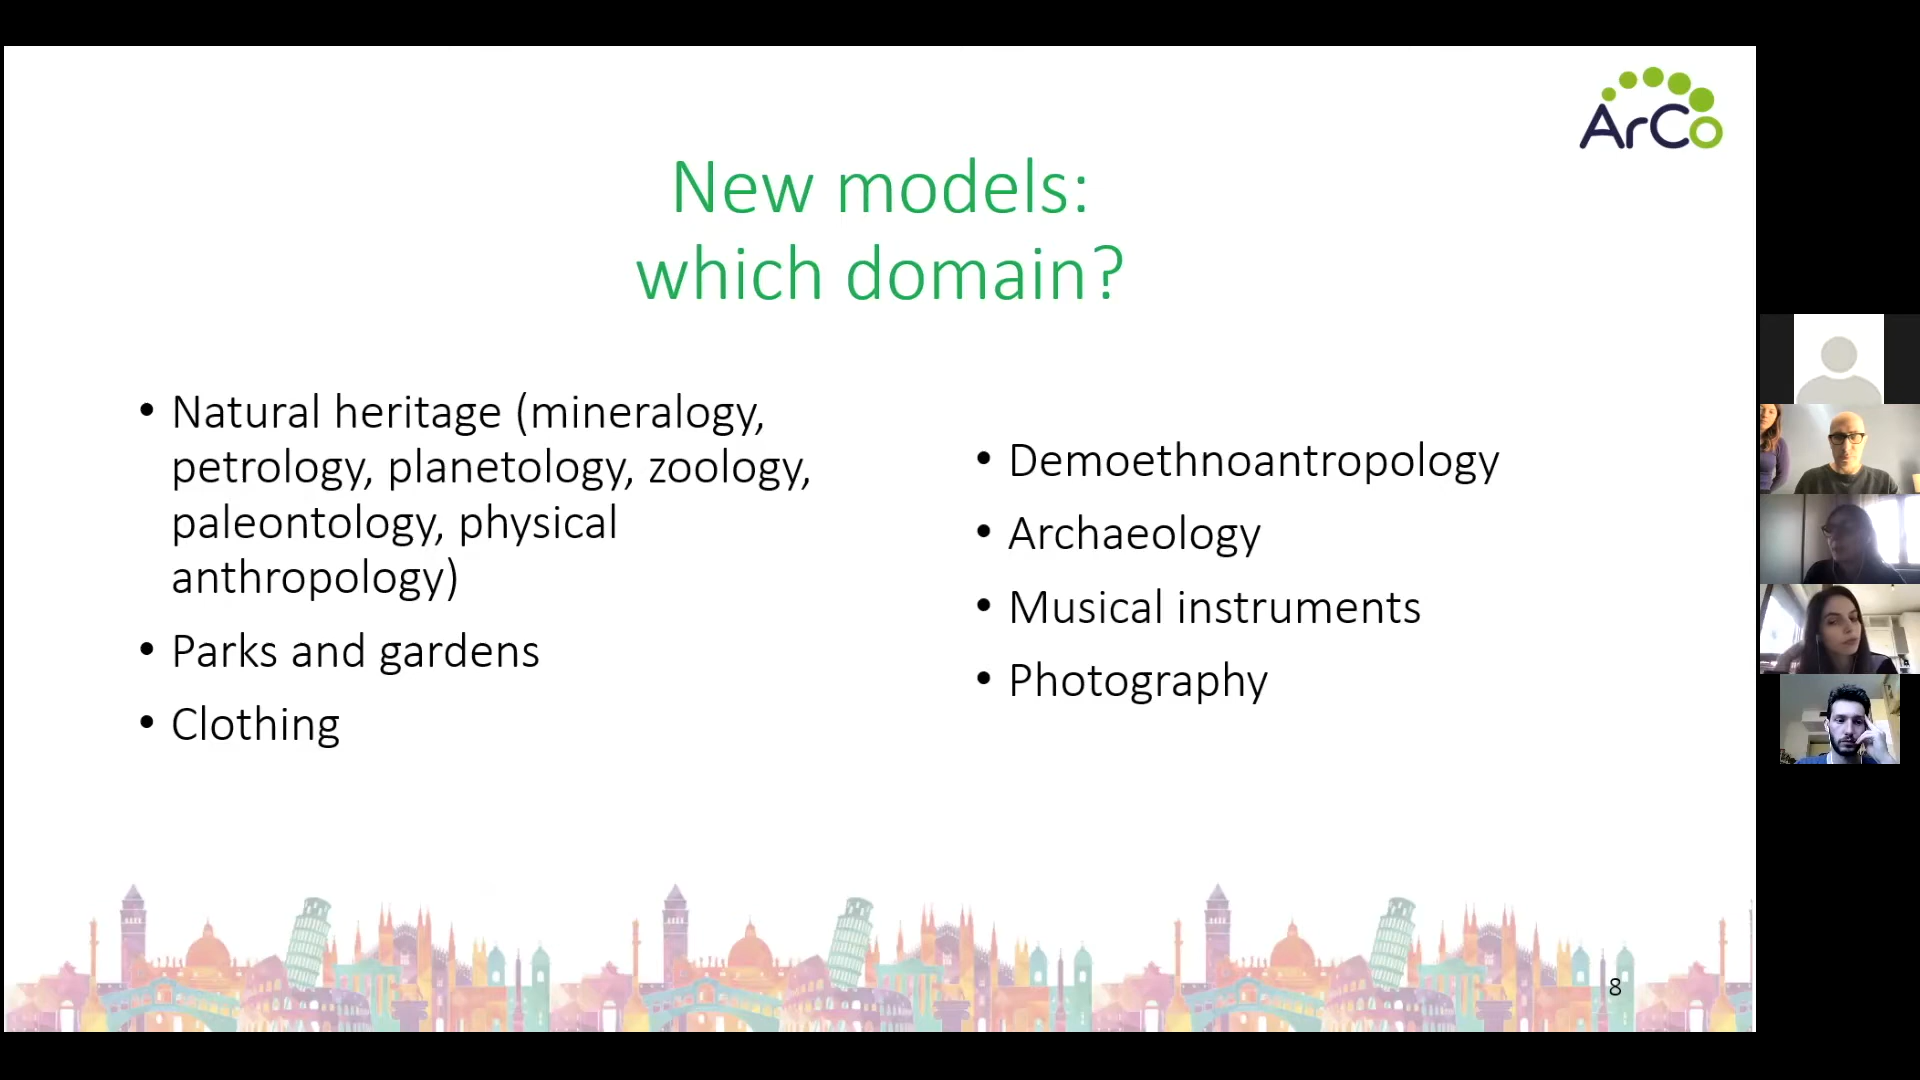 ArCo
New models:
which domain?
• Natural heritage (mineralogy,
petrology, planetology, zoology,
paleontology, physical
anthropology)
• Parks and gardens
• Clothing
• Demoethnoantropology
• Archaeology
• Musical instruments
• Photography
8